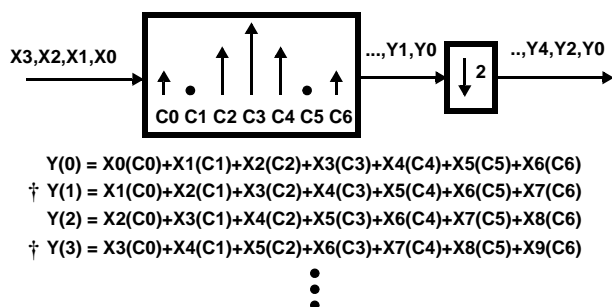 X3,X2,X1,X0
...,Y1,Y0
..,Y4,Y2,Y0
2
C0 C1 C2 C3 C4 C5 C6
Y(0) = X0(C0)+X1(C1)+X2(C2)+X3(C3)+X4(C4)+X5(C5)+X6(C6)
† Y(1) = X1(C0)+X2(C1)+X3(C2)+X4(C3)+X5(C4)+X6(C5)+X7(C6)
Y(2) = X2(C0)+X3(C1)+X4(C2)+X5(C3)+X6(C4)+X7(C5)+X8(C6)
† Y(3) = X3(C0)+X4(C1)+X5(C2)+X6(C3)+X7(C4)+X8(C5)+X9(C6)